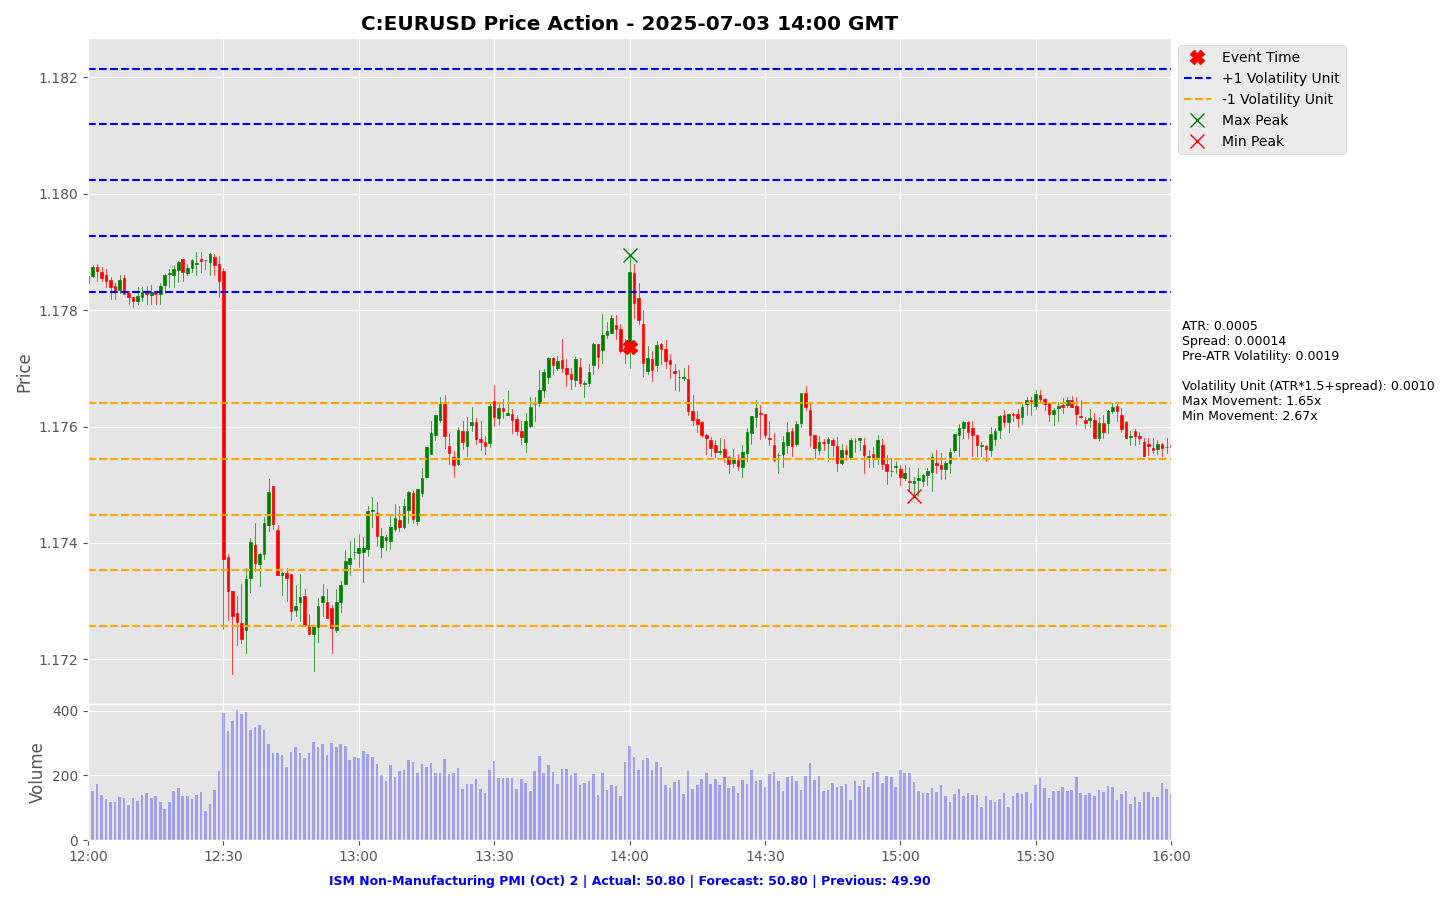 C:EURUSD Price Action - 2025-07-03 14:00 GMT
Event Time
+1 Volatility Unit
-1 Volatility Unit
Max Peak
Min Peak
Price
1.182
1.180
1.178
1.176
1.174
1.172
ATR: 0.0005
Spread: 0.00014
Pre-ATR Volatility: 0.0019
Volatility Unit (ATR*1.5+spread): 0.0010
Max Movement: 1.65x
Min Movement: 2.67x
Volume
400
200
0
12:00 12:30 13:00 13:30 14:00 14:30 15:00 15:30 16:00
ISM Non-Manufacturing PMI (Oct) 2 | Actual: 50.80 | Forecast: 50.80 | Previous: 49.90